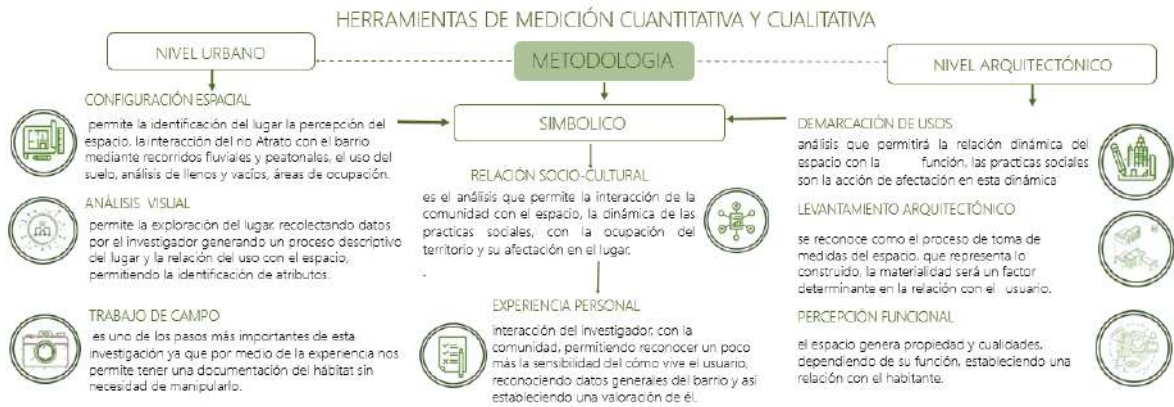 HERRAMIENTAS DE MEDICIÓN CUANTITATIVA Y CUALITATIVA
NIVEL URBANO
METODOLOGIA
NIVEL ARQUITECTÓNICO
CONFIGURACIÓN ESPACIAL
permite la identificación del lugar la percepción del
espacio, la interacción del rio Atrato con el barrio
mediante recorridos fluviales y peatonales, el uso del
suelo, análisis de llenos y vacíos, áreas de ocupación.
ANÁLISIS VISUAL
permite la exploración del lugar, recolectando datos
por el investigador generando un proceso descriptivo
del lugar y la relación del uso con el espacio,
permitiendo la identificación de atributos.
TRABAJO DE CAMPO
es uno de los pasos más importantes de esta
investigación ya que por medio de la experiencia nos
permite tener una documentación del hábitat sin
necesidad de manipularlo.
SIMBOLICO
RELACIÓN SOCIO-CULTURAL
es el análisis que permite la interacción de la
comunidad con el espacio, la dinámica de las
practicas sociales, con la ocupación del
territorio y su afectación en el lugar.
.
EXPERIENCIA PERSONAL
interacción del investigador, con la
comunidad, permitiendo reconocer un poco
más la sensibilidad del cómo vive el usuario,
reconociendo datos generales del barrio y así
estableciendo una valoración de él.
DEMARCACIÓN DE USOS
análisis que permitirá la relación dinámica del
espacio con la función, las practicas sociales
son la acción de afectación en esta dinámica
LEVANTAMIENTO ARQUITECTÓNICO
se reconoce como el proceso de toma de
medidas del espacio, que representa lo
construido, la materialidad será un factor
determinante en la relación con el usuario.
PERCEPCIÓN FUNCIONAL
el espacio genera propiedad y cualidades,
dependiendo de su función, estableciendo una
relación con el habitante.